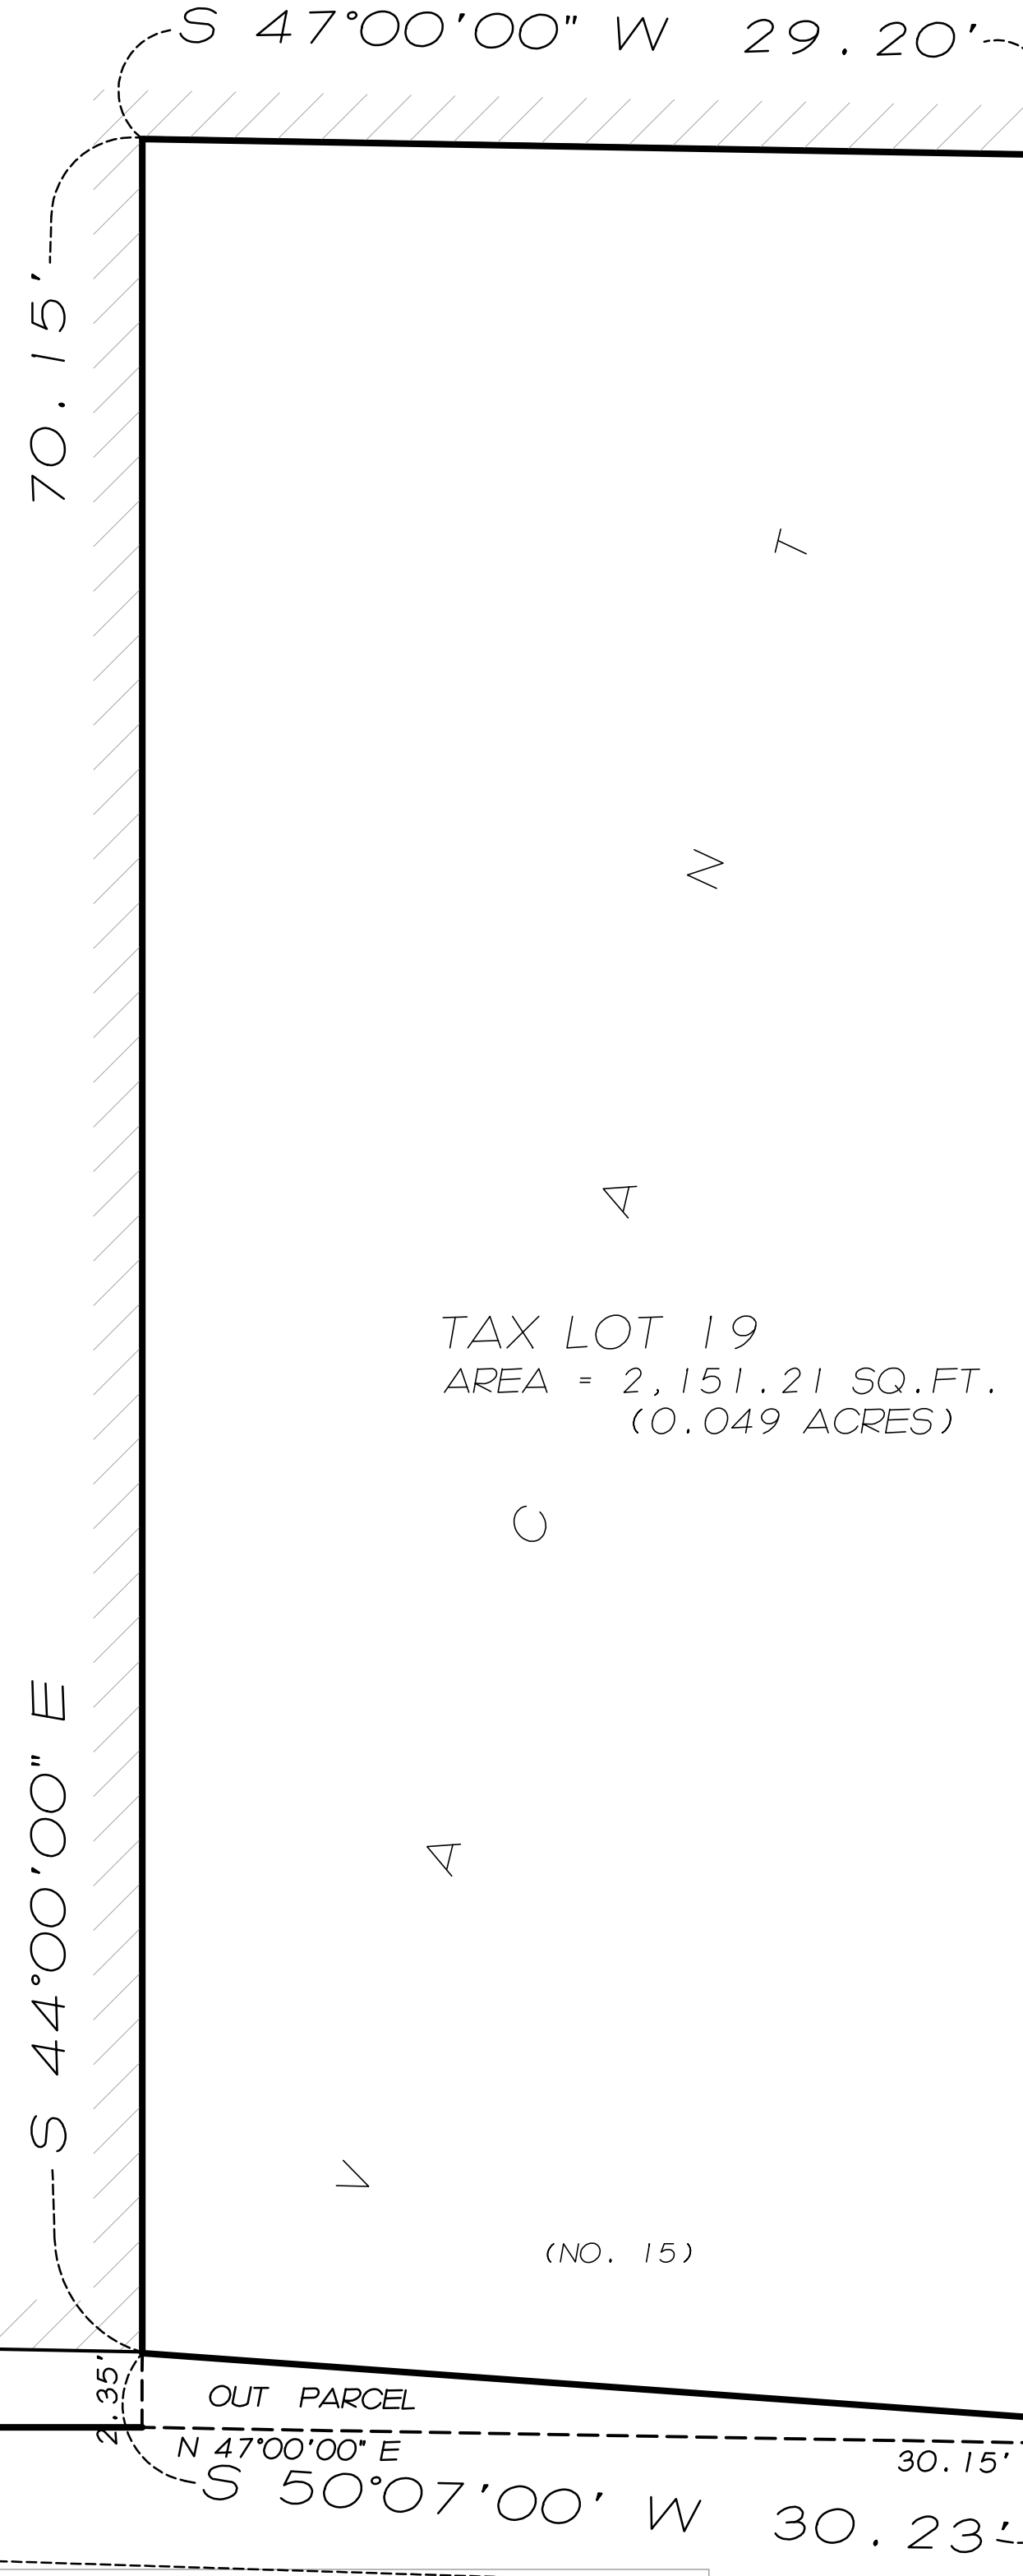 S 47°00'00" W 29.20'
S 44°00'00" E 70.15'
VACANT
TAX LOT 19
AREA = 2,151.21 SQ.FT.
(0.049 ACRES)
(NO. 15)
2.35'
OUT PARCEL
N 47°00'00" E 30.15'
S 50°07'00' W 30.23'